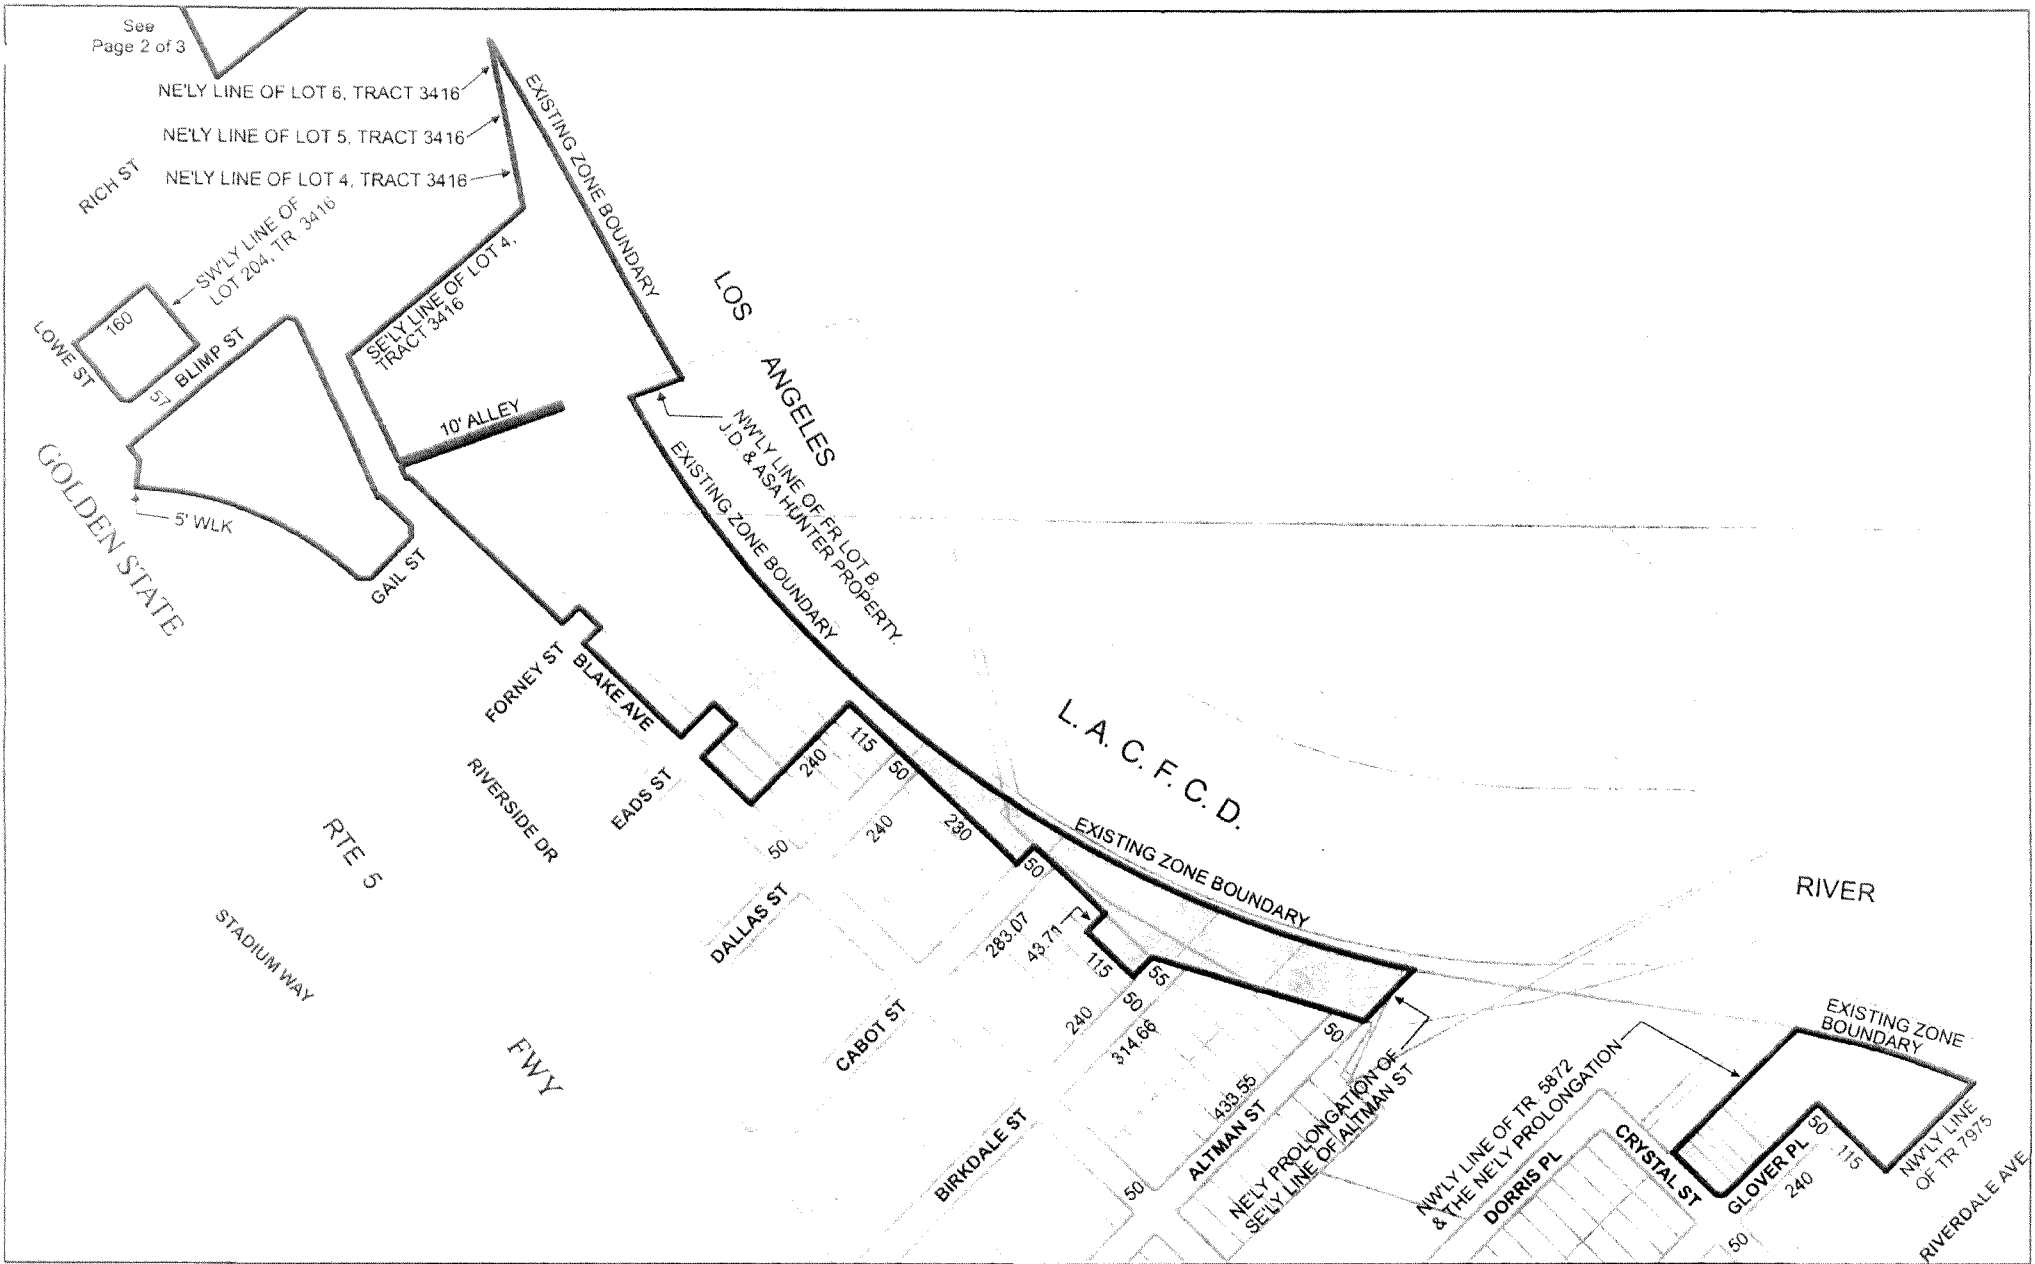 See
Page 2 of 3
NE'LY LINE OF LOT 6, TRACT 3416
NE'LY LINE OF LOT 5, TRACT 3416
NE'LY LINE OF LOT 4, TRACT 3416
RICH ST
SW'LY LINE OF
LOT 204, TR. 3416
EXISTING ZONE BOUNDARY
SE'LY LINE OF LOT 4,
TRACT 3416
160
LOWE ST
BLIMP ST
57
10' ALLEY
GOLDEN STATE
5' WLK
GAIL ST
LOS
ANGELES
NW'LY LINE OF FR LOT B,
J.D. & ASA HUNTER PROPERTY.
EXISTING ZONE BOUNDARY
FORNEY ST
BLAKE AVE
RIVERSIDE DR
EADS ST
240
115
50
50
240
230
50
L. A. C. F. C. D.
EXISTING ZONE BOUNDARY
RIVER
RTE 5
STADIUM WAY
FWY
DALLAS ST
283.07
43.71
115
55
50
240
314.66
50
CABOT ST
BIRKDALE ST
433.55
ALTMAN ST
50
NE'LY PROLONGATION OF
SE'LY LINE OF ALTMAN ST
NW'LY LINE OF TR. 5872
& THE NE'LY PROLONGATION
EXISTING ZONE
BOUNDARY
DORRIS PL
CRYSTAL ST
GLOVER PL
50
115
240
50
NW'LY LINE
OF TR 7975
RIVERDALE AVE